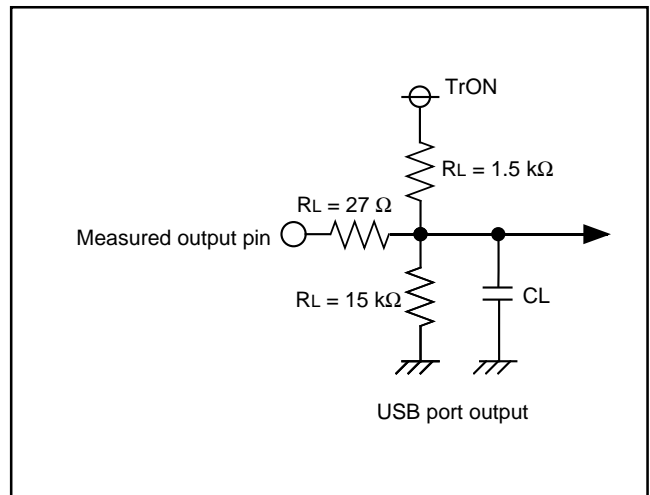 TrON
RL = 1.5 kΩ
RL = 27 Ω
Measured output pin
RL = 15 kΩ
CL
USB port output